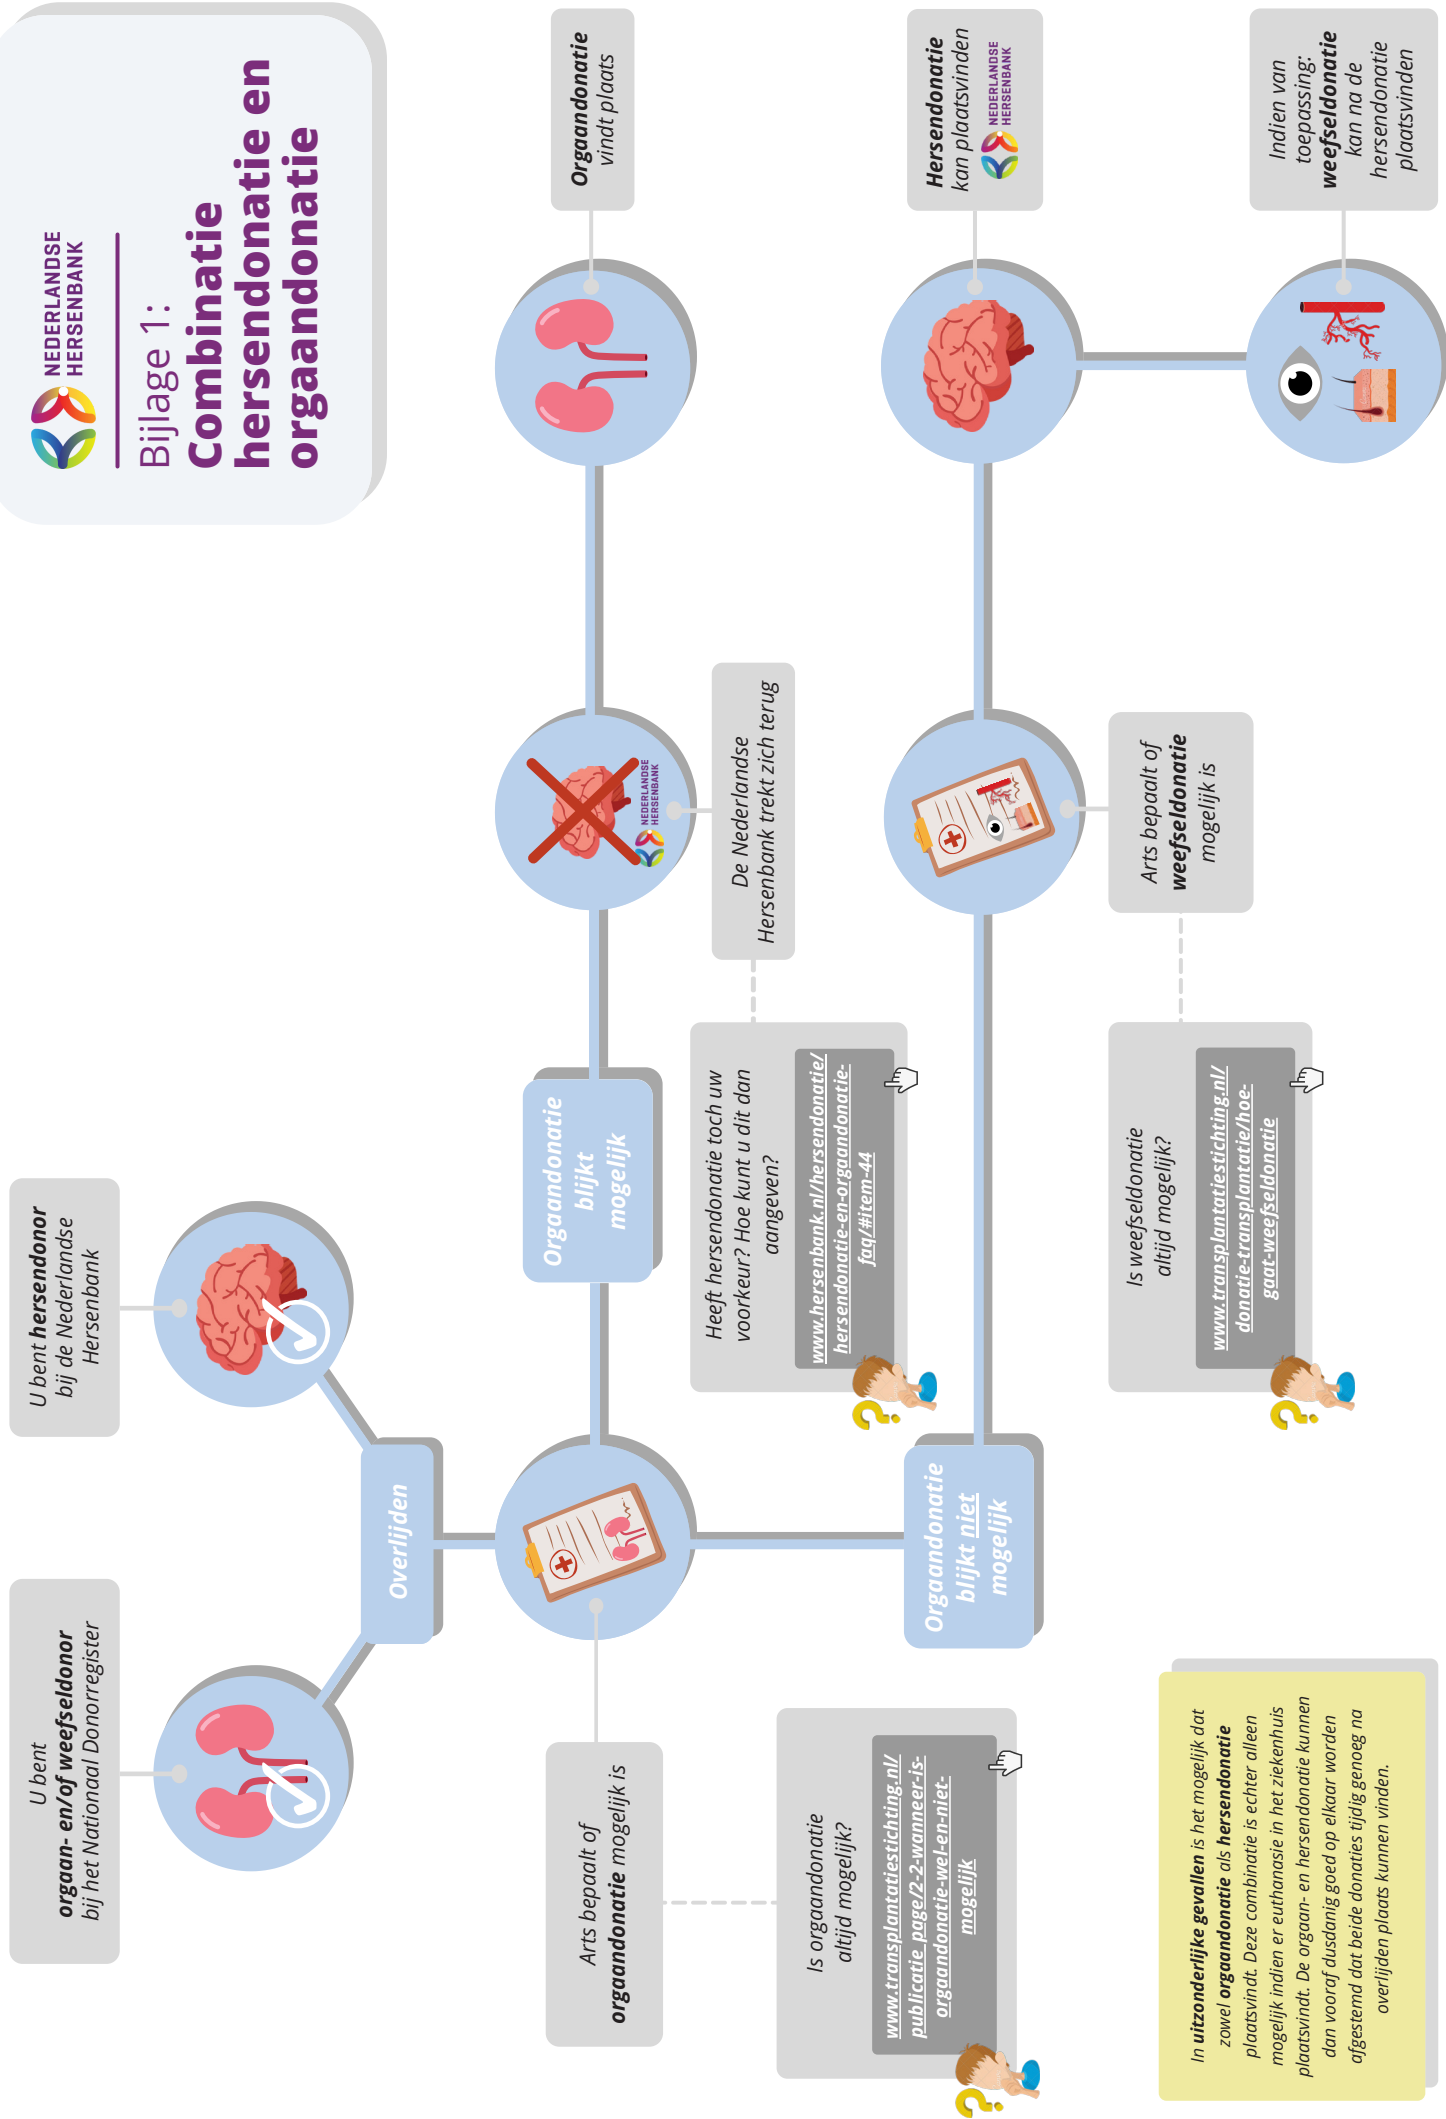 NEDERLANDSE
HERSENBANK
Bijlage 1:
Combinatie
hersendonatie en
orgaandonatie
U bent
orgaan- en/of weefseldonor
bij het Nationaal Donorregister
U bent hersendonor
bij de Nederlandse
Hersenbank
Overlijden
Arts bepaalt of
orgaandonatie mogelijk is
Is orgaandonatie
altijd mogelijk?
www.transplantatiestichting.nl/
publicatie_page/2-2-wanneer-is-
orgaandonatie-wel-en-niet-
mogelijk
Orgaandonatie
blijkt
mogelijk
NEDERLANDSE
HERSENBANK
De Nederlandse
Hersenbank trekt zich terug
Heeft hersendonatie toch uw
voorkeur? Hoe kunt u dit dan
aangeven?
www.hersenbank.nl/hersendonatie/
hersendonatie-en-orgaandonatie-
faq/#item-44
Orgaandonatie
vindt plaats
Orgaandonatie
blijkt niet
mogelijk
Arts bepaalt of
weefseldonatie
mogelijk is
Is weefseldonatie
altijd mogelijk?
www.transplantatiestichting.nl/
donatie-transplantatie/hoe-
gaat-weefseldonatie
Hersendonatie
kan plaatsvinden
NEDERLANDSE
HERSENBANK
Indien van
toepassing:
weefseldonatie
kan na de
hersendonatie
plaatsvinden
In uitzonderlijke gevallen is het mogelijk dat
zowel orgaandonatie als hersendonatie
plaatsvindt. Deze combinatie is echter alleen
mogelijk indien er euthanasie in het ziekenhuis
plaatsvindt. De orgaan- en hersendonatie kunnen
dan vooraf dusdanig goed op elkaar worden
afgestemd dat beide donaties tijdig genoeg na
overlijden plaats kunnen vinden.